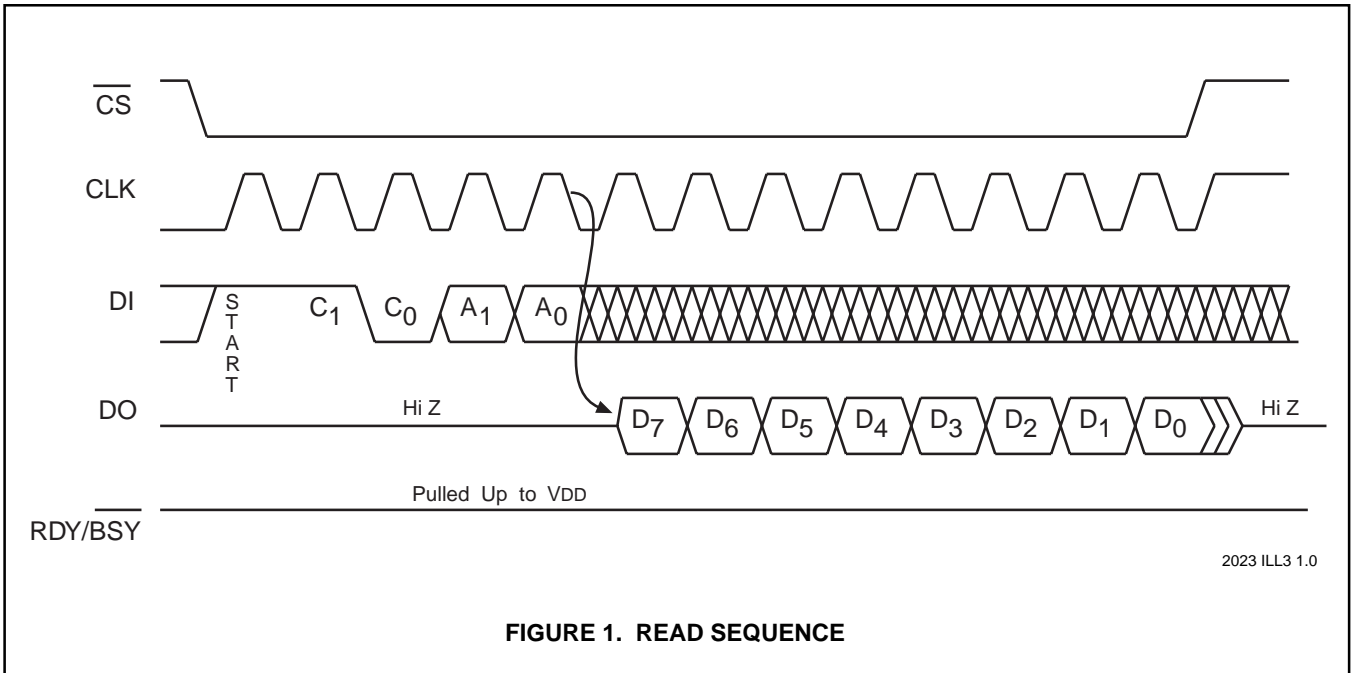 CS
CLK
DI START C1 C0 A1 A0
DO Hi Z D7 D6 D5 D4 D3 D2 D1 D0 Hi Z
Pulled Up to VDD
RDY/BSY
2023 ILL3 1.0
FIGURE 1. READ SEQUENCE